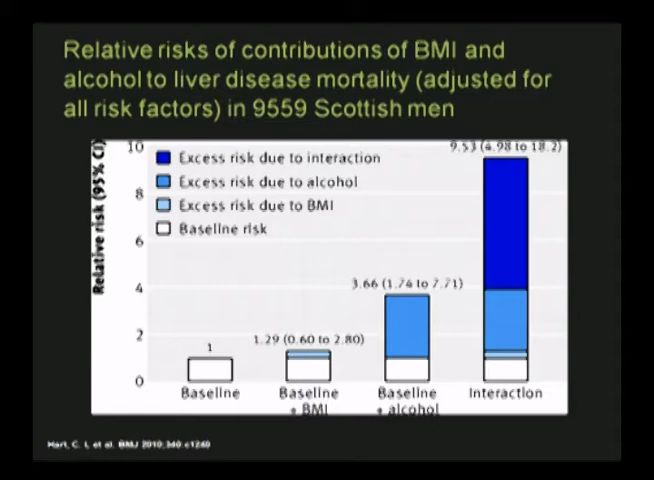 Relative risks of contributions of BMI and
alcohol to liver disease mortality (adjusted for
all risk factors) in 9559 Scottish men
Relative risk (95% CI)
10
8
6
4
2
0
Excess risk due to interaction
Excess risk due to alcohol
Excess risk due to BMI
Baseline risk
1
1.29 (0.60 to 2.80)
3.66 (1.74 to 7.71)
9.53 (4.98 to 18.2)
Baseline
Baseline
+ BMI
Baseline
+ alcohol
Interaction
Hart, C. L et al. BMJ 2010;340:c1240